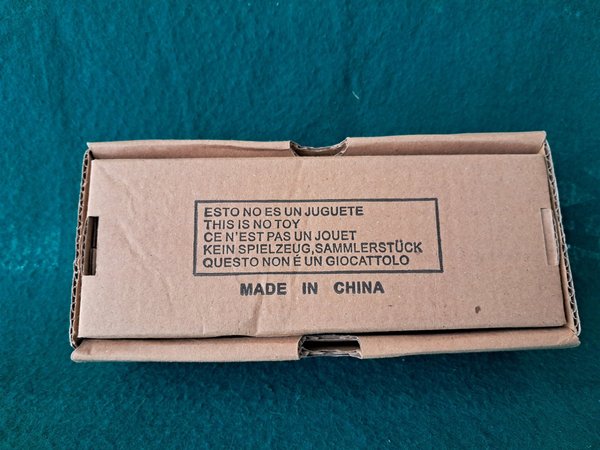 ESTO NO ES UN JUGUETE
THIS IS NO TOY
CE N'EST PAS UN JOUET
KEIN SPIELZEUG,SAMMLERSTÜCK
QUESTO NON É UN GIOCATTOLO
MADE IN CHINA